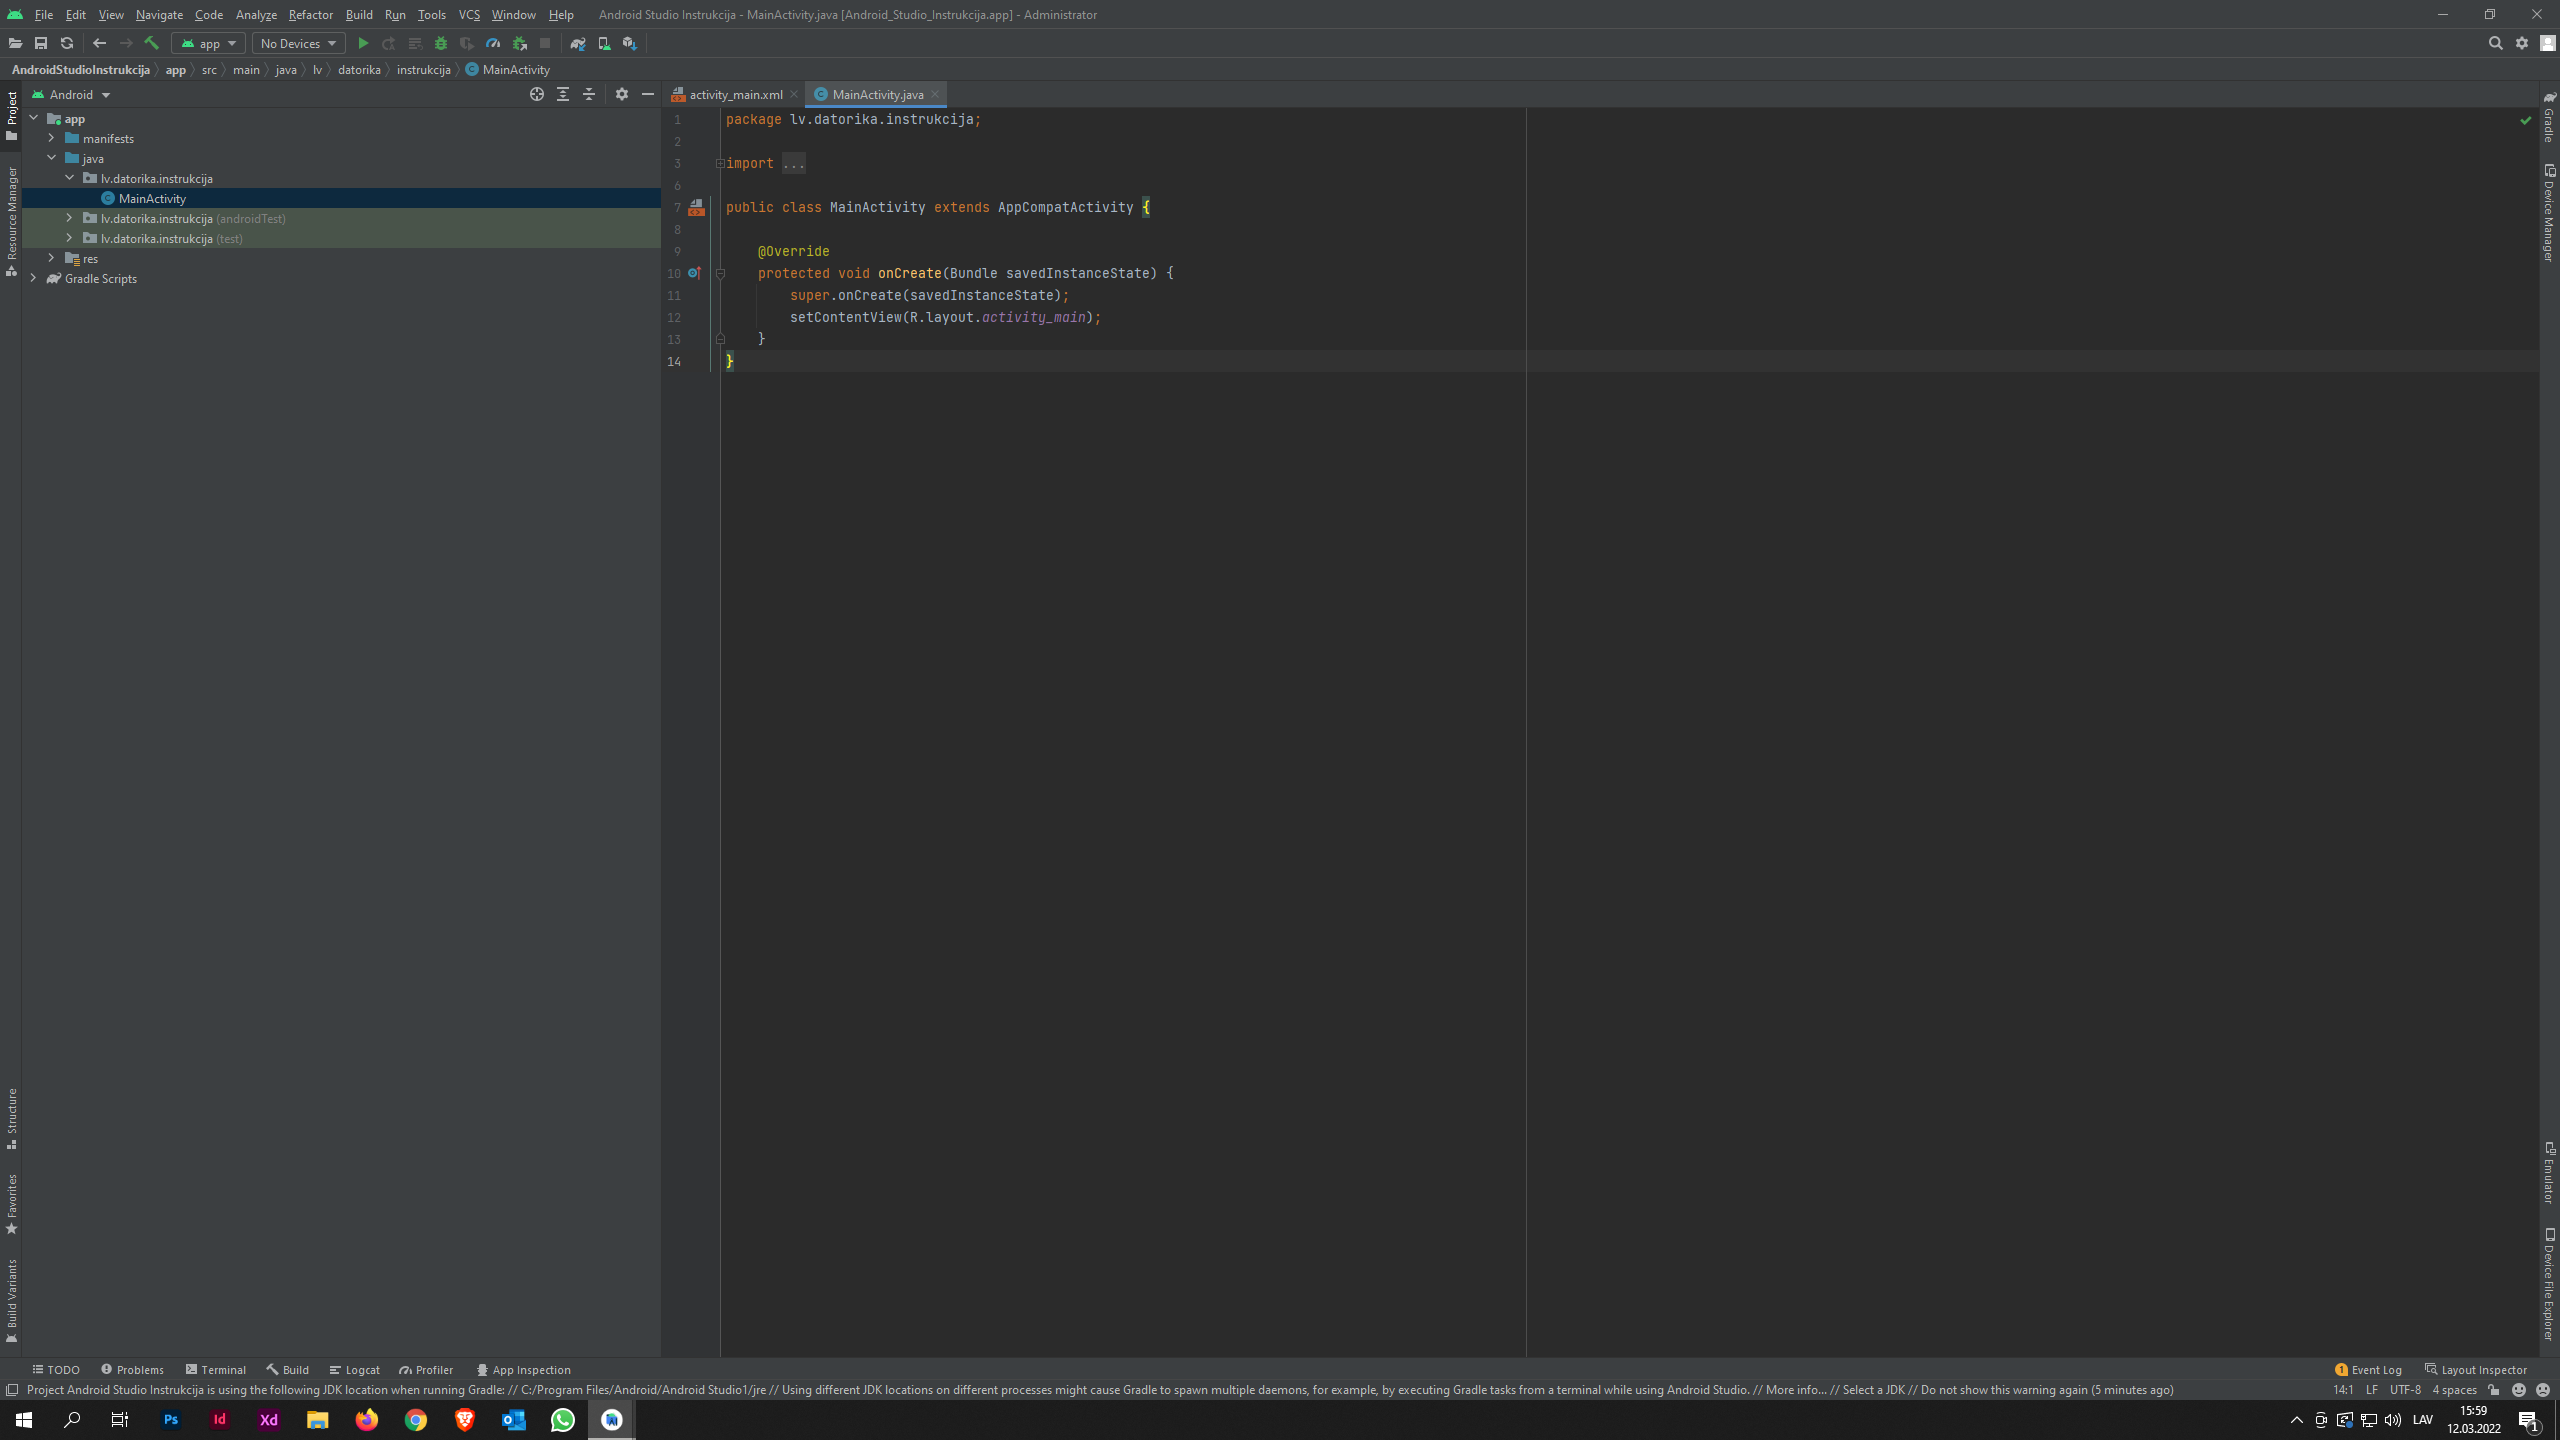 File Edit View Navigate Code Analyze Refactor Build Run Tools VCS Window Help Android Studio Instrukcija - MainActivity.java [Android_Studio_Instrukcija.app] - Administrator
app No Devices
AndroidStudioInstrukcija app src main java lv datorika instrukcija MainActivity
Project
Resource Manager
Structure
Favorites
Build Variants
Android
app
manifests
java
lv.datorika.instrukcija
MainActivity
lv.datorika.instrukcija (androidTest)
lv.datorika.instrukcija (test)
res
Gradle Scripts
activity_main.xml MainActivity.java
1 package lv.datorika.instrukcija;
2
3 import ...
6
7 public class MainActivity extends AppCompatActivity {
8
9 @Override
10 protected void onCreate(Bundle savedInstanceState) {
11 super.onCreate(savedInstanceState);
12 setContentView(R.layout.activity_main);
13 }
14 }
Gradle
Device Manager
Emulator
Device File Explorer
TODO Problems Terminal Build Logcat Profiler App Inspection 1 Event Log Layout Inspector
Project Android Studio Instrukcija is using the following JDK location when running Gradle: // C:/Program Files/Android/Android Studio1/jre // Using different JDK locations on different processes might cause Gradle to spawn multiple daemons, for example, by executing Gradle tasks from a terminal while using Android Studio. // More info... // Select a JDK // Do not show this warning again (5 minutes ago) 14:1 LF UTF-8 4 spaces
Ps Id Xd LAV 15:59 1
12.03.2022